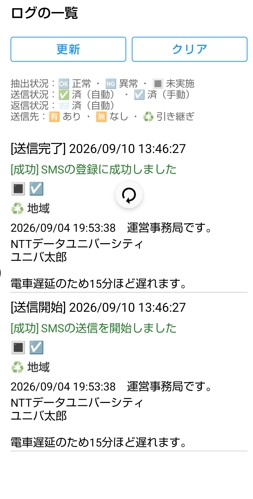 ログの一覧
更新 クリア
抽出状況：🆗 正常 ・ 🆖 異常 ・ 🔳 未実施
送信状況：✅ 済（自動） ・ ☑️ 済（手動）
返信状況：📨 済（自動）
送信先：🈶 あり ・ 🈚 なし ・ ♻️ 引き継ぎ
[送信完了] 2026/09/10 13:46:27
[成功] SMSの登録に成功しました
🔳 ☑️
♻️ 地域
2026/09/04 19:53:38　運営事務局です。
NTTデータユニバーシティ
ユニバ太郎
電車遅延のため15分ほど遅れます。
[送信開始] 2026/09/10 13:46:27
[成功] SMSの送信を開始しました
🔳 ☑️
♻️ 地域
2026/09/04 19:53:38　運営事務局です。
NTTデータユニバーシティ
ユニバ太郎
電車遅延のため15分ほど遅れます。